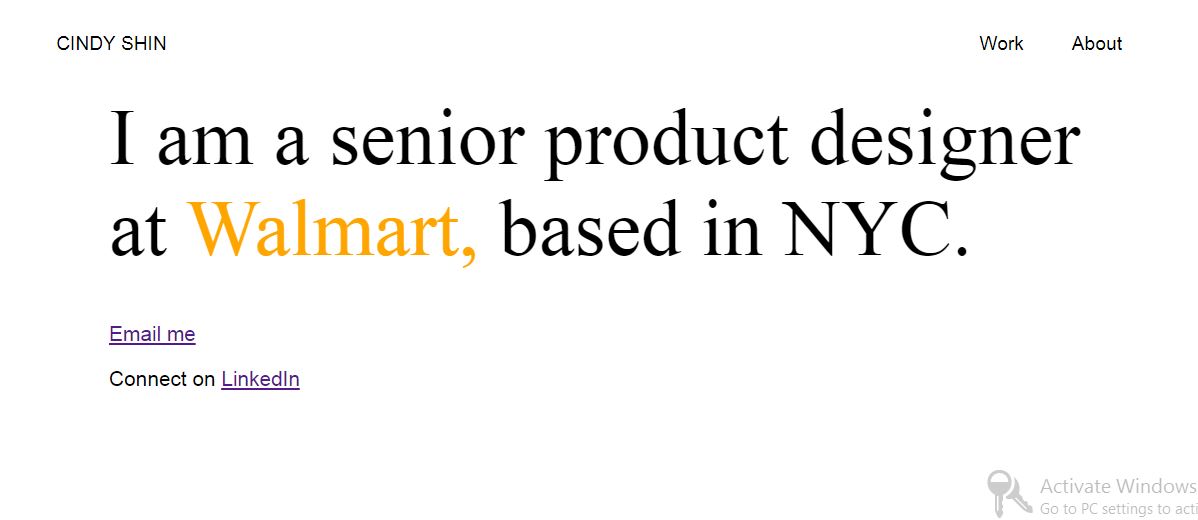 CINDY SHIN
Work
About
I am a senior product designer
at Walmart, based in NYC.
Email me
Connect on LinkedIn
Activate Windows
Go to PC settings to acti